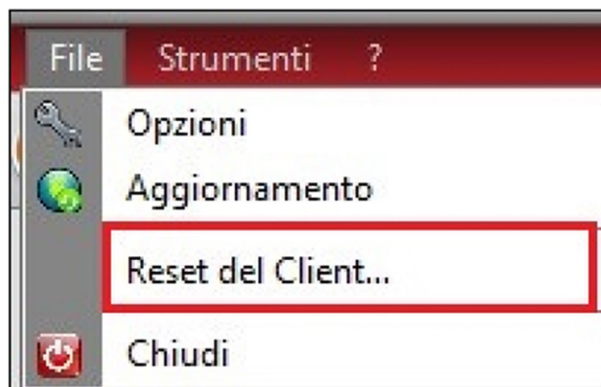 File Strumenti ?
Opzioni
Aggiornamento
Reset del Client...
Chiudi